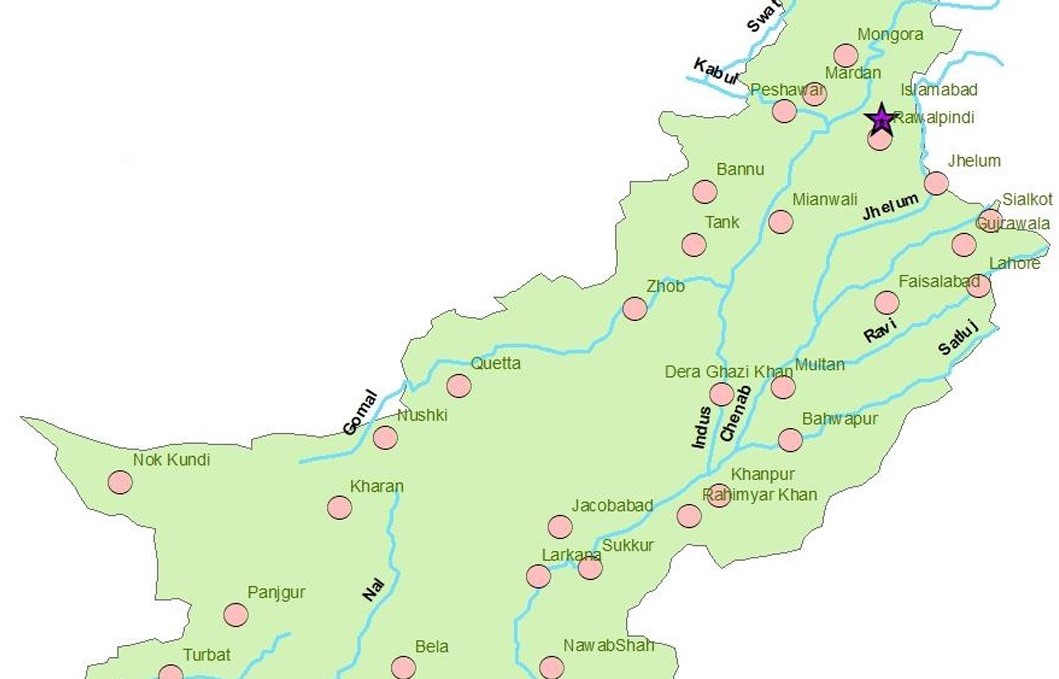 Swat
Mongora
Kabul
Mardan
Peshawar
Islamabad
Rawalpindi
Jhelum
Bannu
Mianwali
Jhelum
Sialkot
Tank
Gujrawala
Lahore
Zhob
Faisalabad
Ravi
Satluj
Quetta
Dera Ghazi Khan
Multan
Gomal
Nushki
Indus
Chenab
Bahwapur
Nok Kundi
Khanpur
Kharan
Rahimyar Khan
Jacobabad
Sukkur
Larkana
Nal
Panjgur
Turbat
Bela
NawabShah